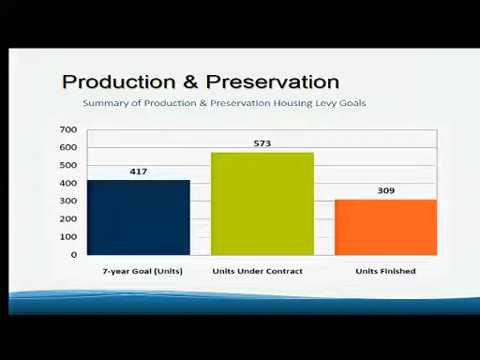 Production & Preservation
Summary of Production & Preservation Housing Levy Goals
700
600
500
400
300
200
100
0
417
573
309
7-year Goal (Units)
Units Under Contract
Units Finished